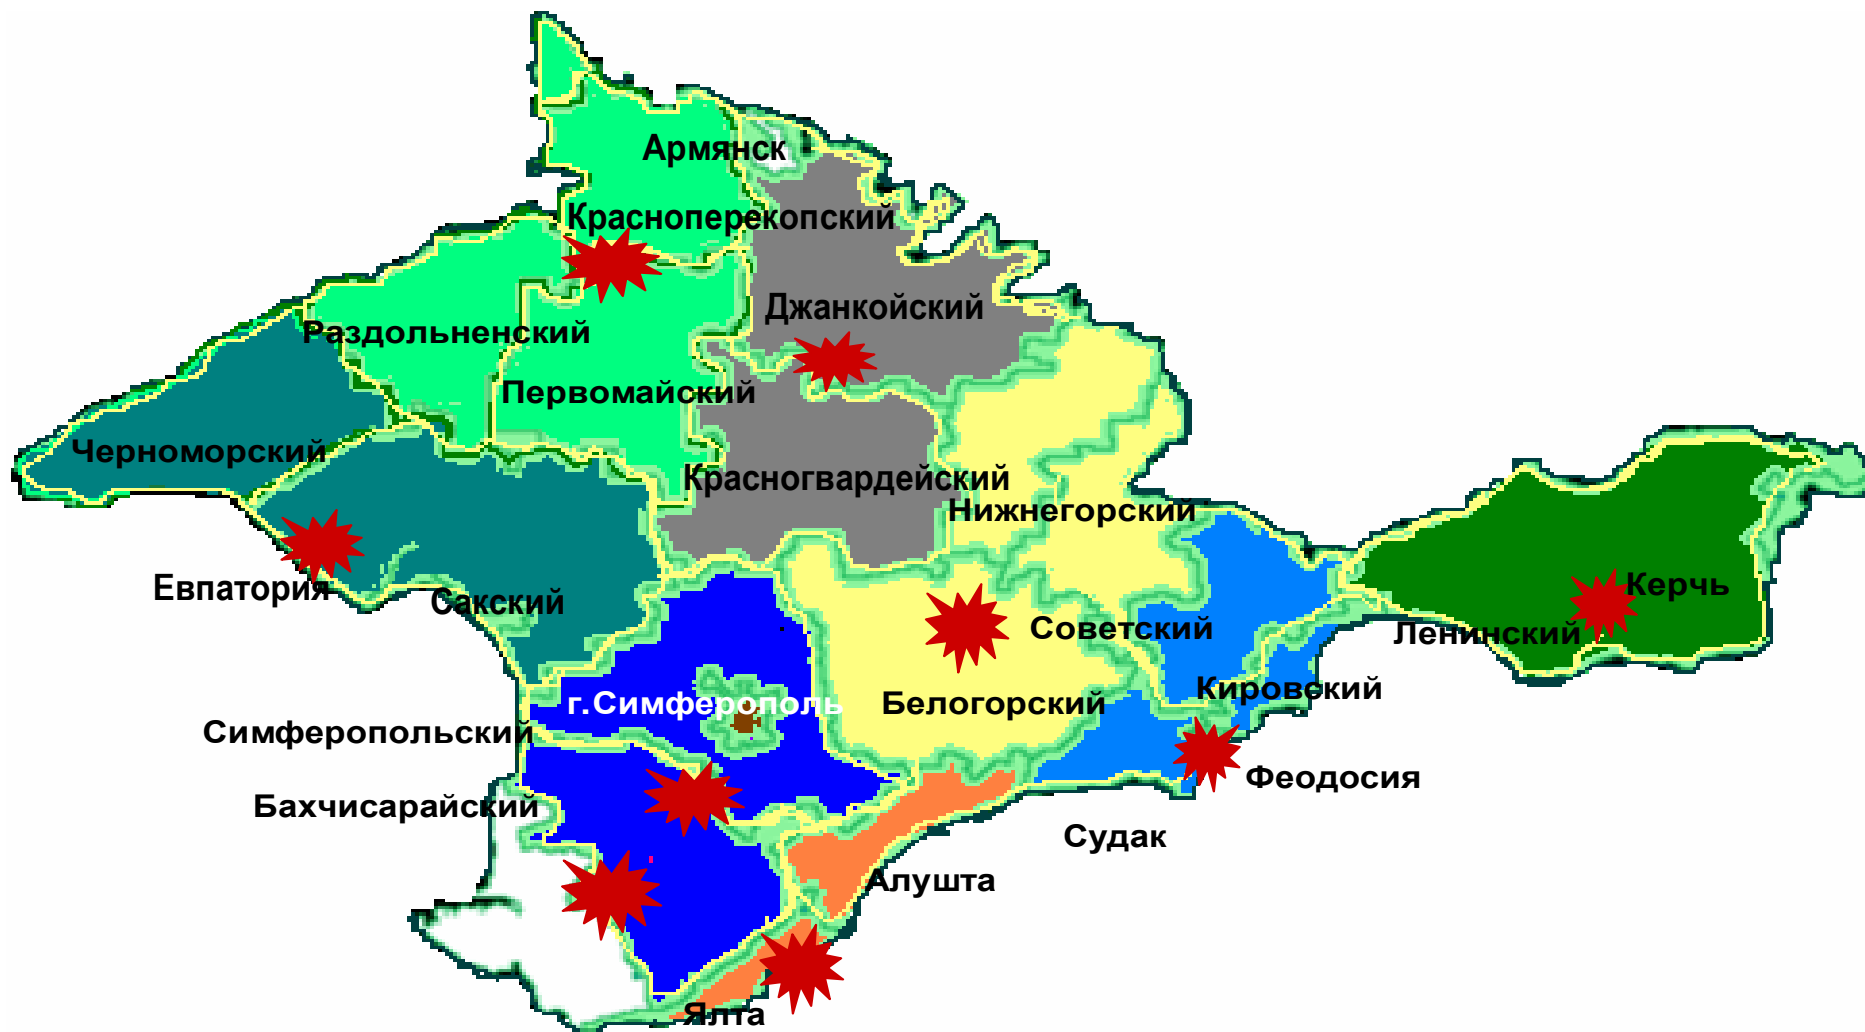 Армянск
Красноперекопский
Джанкойский
Раздольненский
Первомайский
Черноморский
Красногвардейский
Нижнегорский
Евпатория
Сакский
Керчь
Советский
Ленинский
Кировский
г.Симферополь
Белогорский
Симферопольский
Феодосия
Бахчисарайский
Судак
Алушта
Ялта